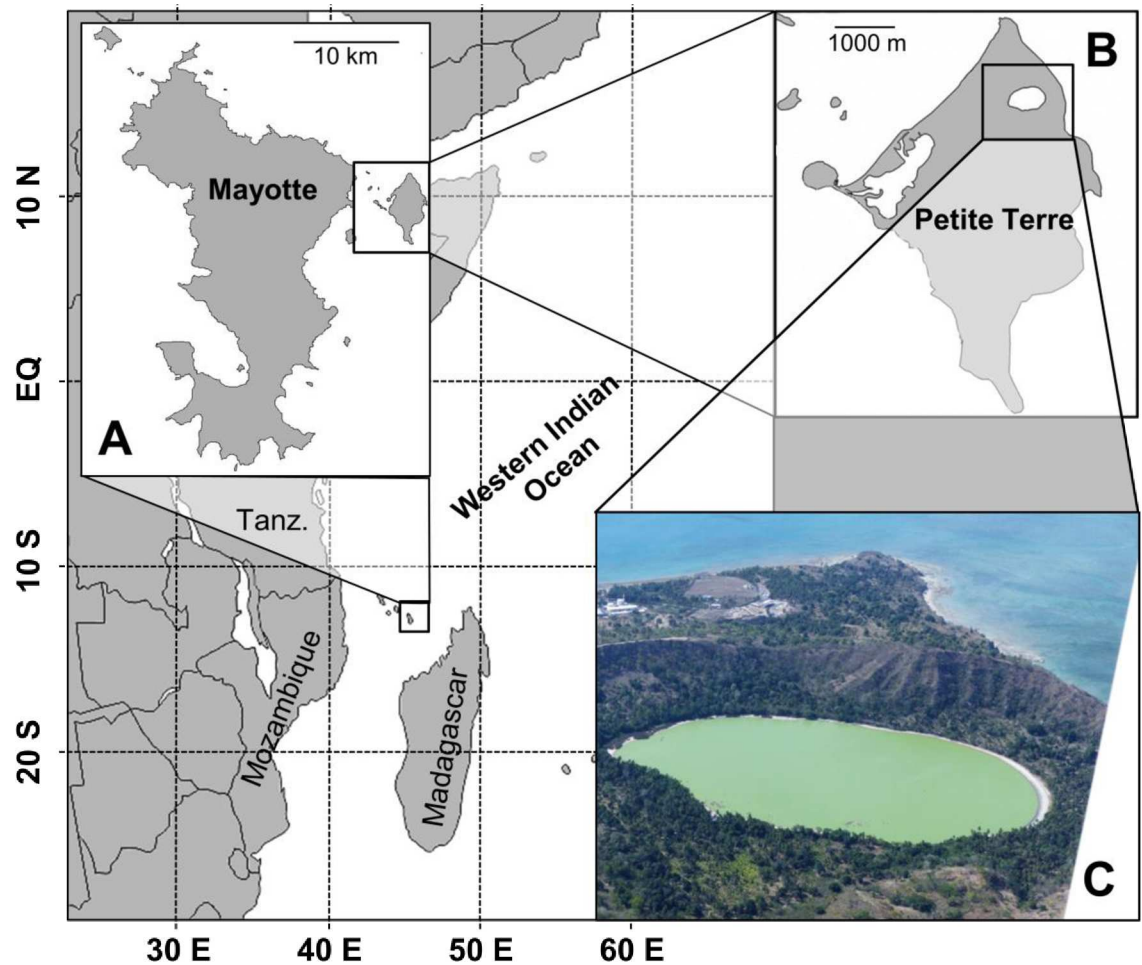 10 km
1000 m
B
Mayotte
10 N
Petite Terre
EQ
A
Western Indian
Ocean
Tanz.
10 S
Mozambique
Madagascar
20 S
C
30 E
40 E
50 E
60 E